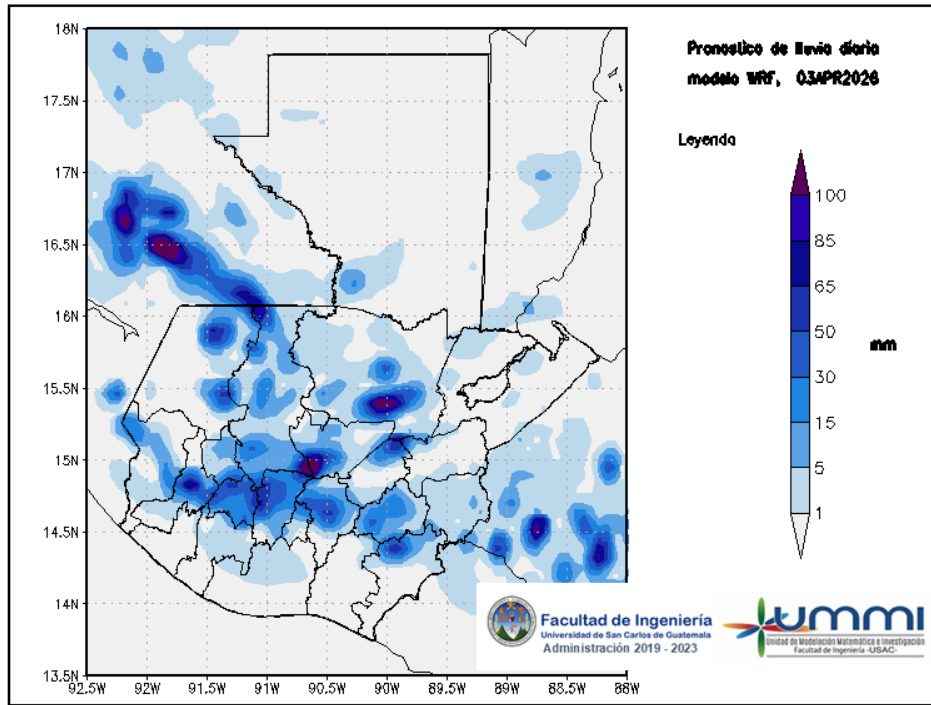 Pronostico de lluvia diaria
modelo WRF, 03APR2026
Leyenda
100
85
65
50
30
15
5
1
mm
18N
17.5N
17N
16.5N
16N
15.5N
15N
14.5N
14N
13.5N
92.5W
92W
91.5W
91W
90.5W
90W
89.5W
89W
88.5W
88W
Facultad de Ingeniería
Universidad de San Carlos de Guatemala
Administración 2019 - 2023
UMMI
Unidad de Modelación Matemática e Investigación
Facultad de Ingeniería -USAC-